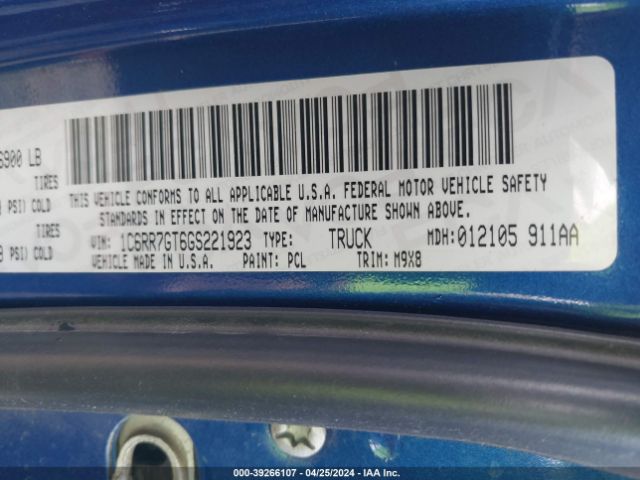 6900 LB
TIRES
PSI) COLD
TIRES
PSI) COLD
THIS VEHICLE CONFORMS TO ALL APPLICABLE U.S.A. FEDERAL MOTOR VEHICLE SAFETY
STANDARDS IN EFFECT ON THE DATE OF MANUFACTURE SHOWN ABOVE.
VIN: 1C6RR7GT6GS221923 TYPE: TRUCK MDH:012105 911AA
VEHICLE MADE IN U.S.A. PAINT: PCL TRIM: M9X8
000-39266107 - 04/25/2024 - IAA Inc.